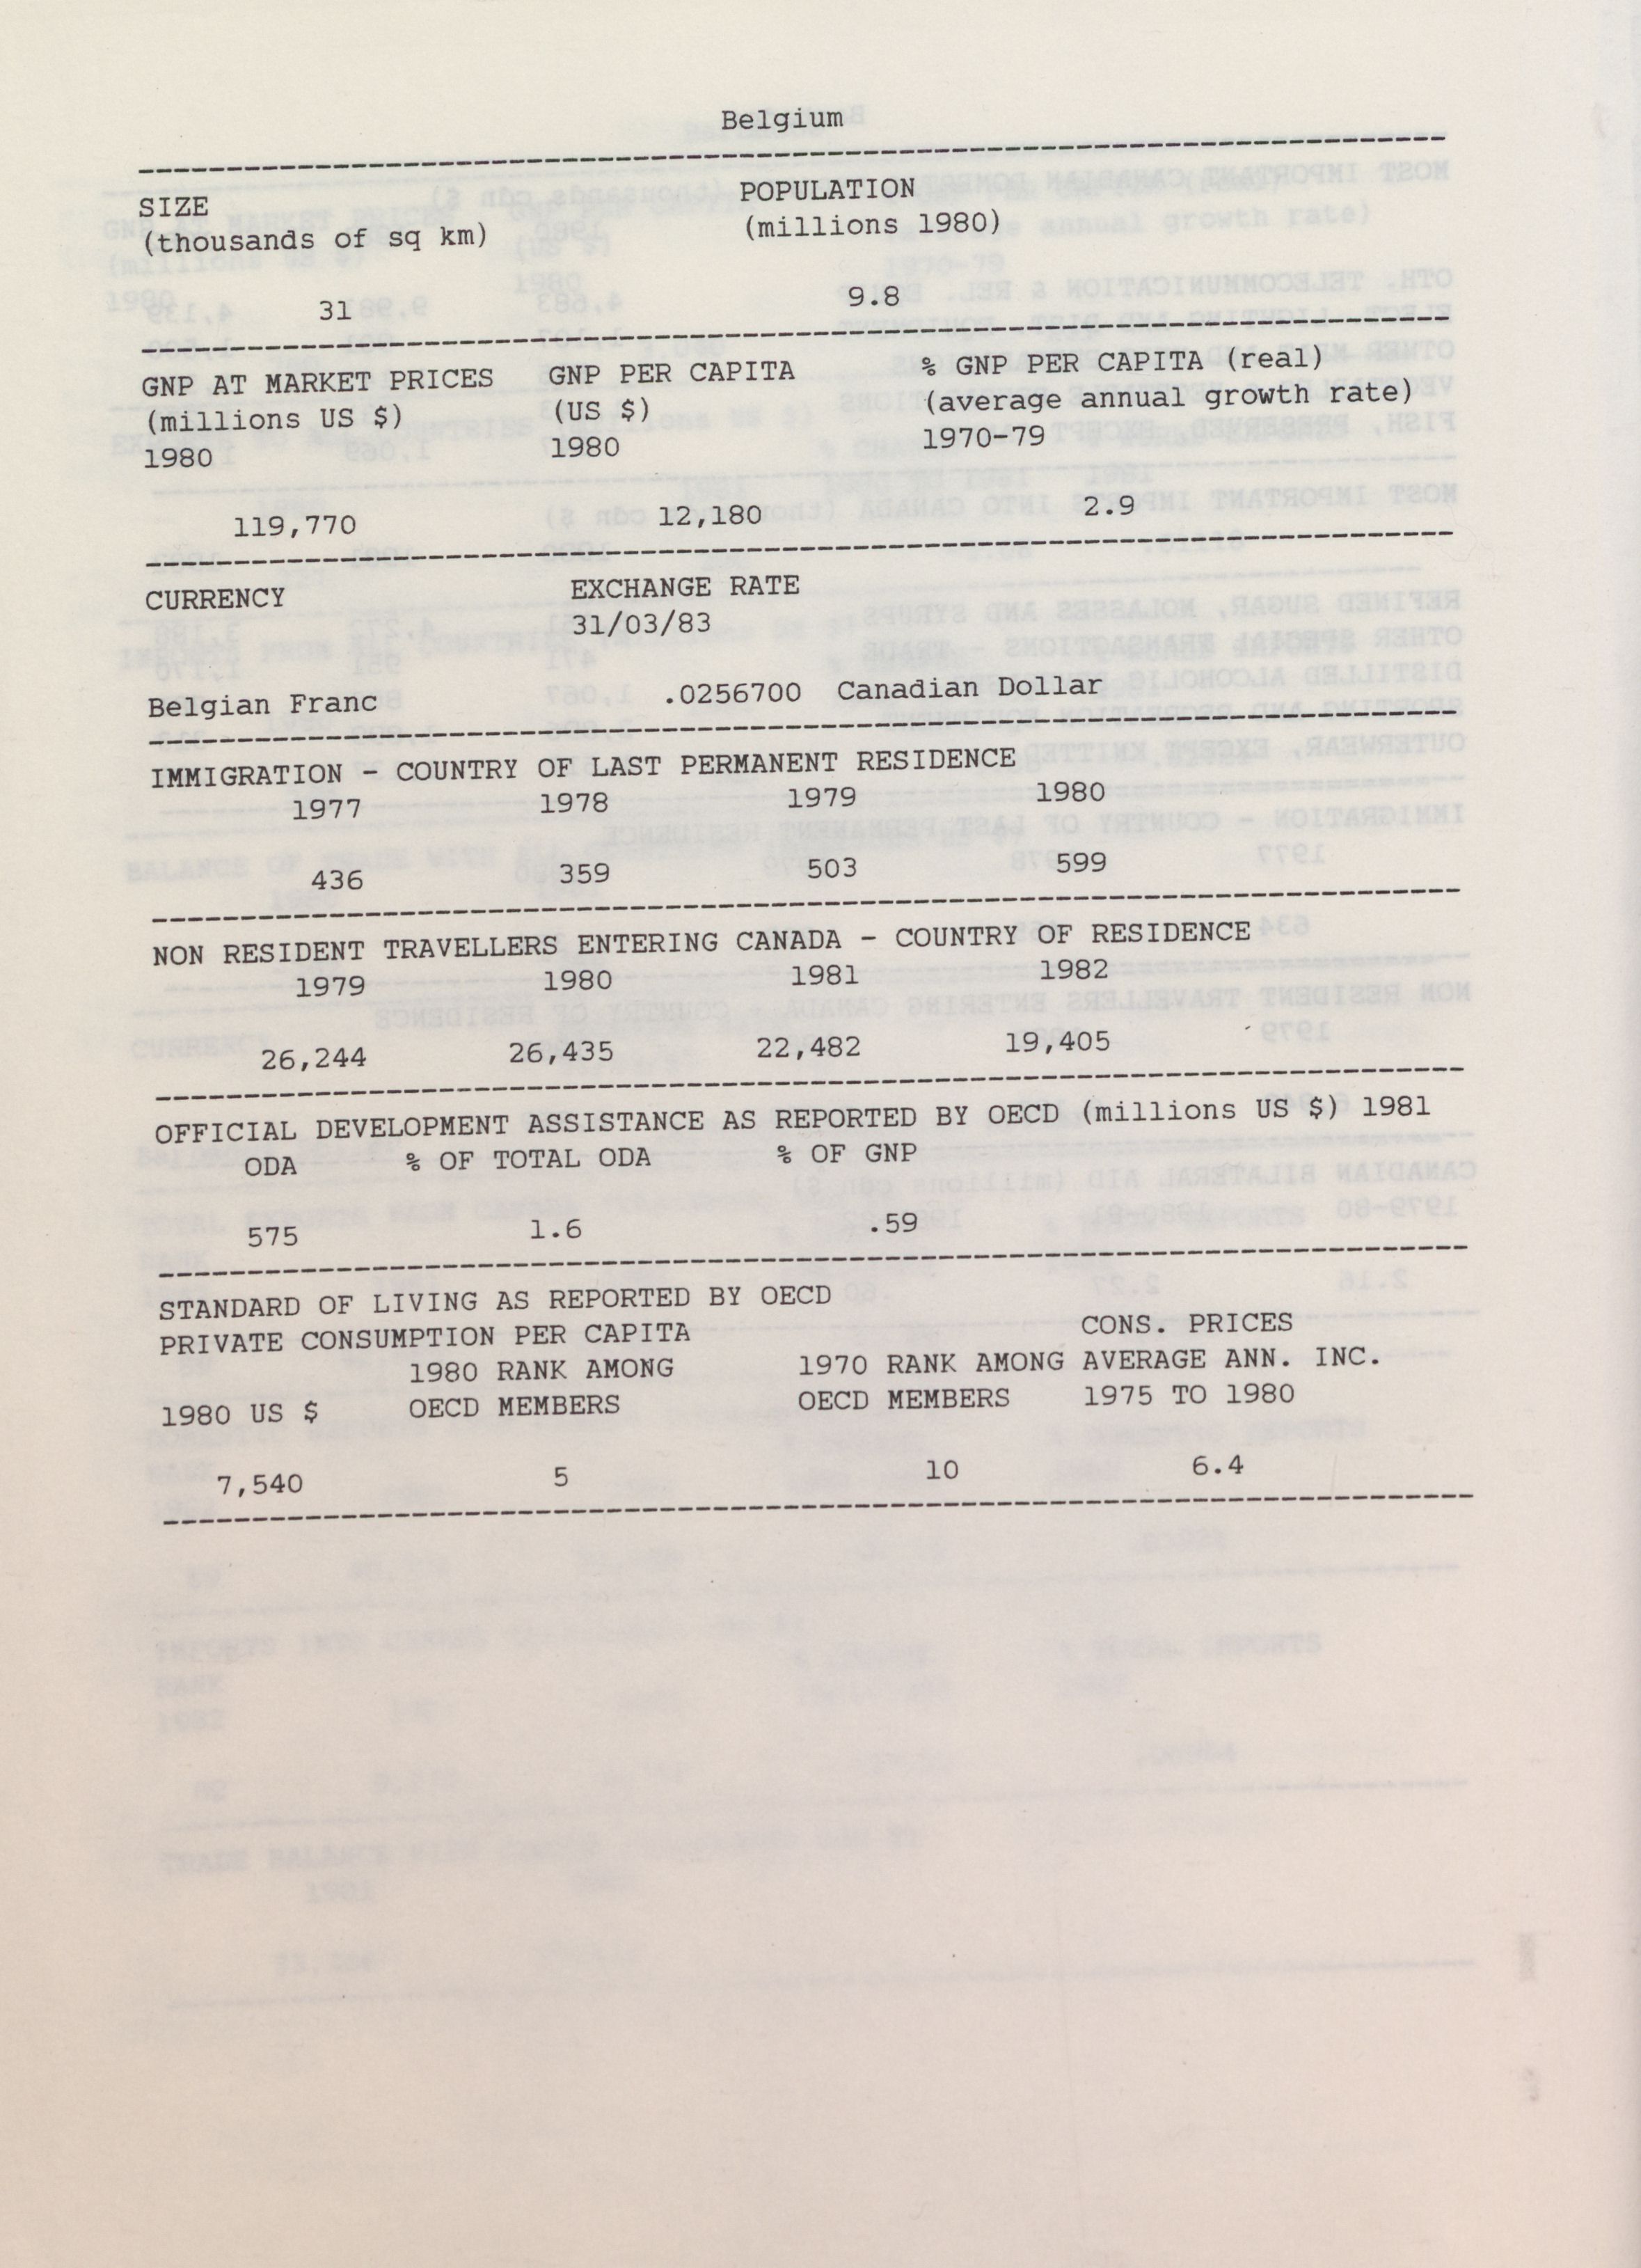 Belgium
SIZE POPULATION
(thousands of sq km) (millions 1980)
31 9.8
GNP AT MARKET PRICES GNP PER CAPITA % GNP PER CAPITA (real)
(millions US $) (US $) (average annual growth rate)
1980 1980 1970-79
119,770 12,180 2.9
CURRENCY EXCHANGE RATE
31/03/83
Belgian Franc .0256700 Canadian Dollar
IMMIGRATION - COUNTRY OF LAST PERMANENT RESIDENCE
1977 1978 1979 1980
436 359 503 599
NON RESIDENT TRAVELLERS ENTERING CANADA - COUNTRY OF RESIDENCE
1979 1980 1981 1982
26,244 26,435 22,482 19,405
OFFICIAL DEVELOPMENT ASSISTANCE AS REPORTED BY OECD (millions US $) 1981
ODA % OF TOTAL ODA % OF GNP
575 1.6 .59
STANDARD OF LIVING AS REPORTED BY OECD
PRIVATE CONSUMPTION PER CAPITA CONS. PRICES
1980 RANK AMONG 1970 RANK AMONG AVERAGE ANN. INC.
1980 US $ OECD MEMBERS OECD MEMBERS 1975 TO 1980
7,540 5 10 6.4